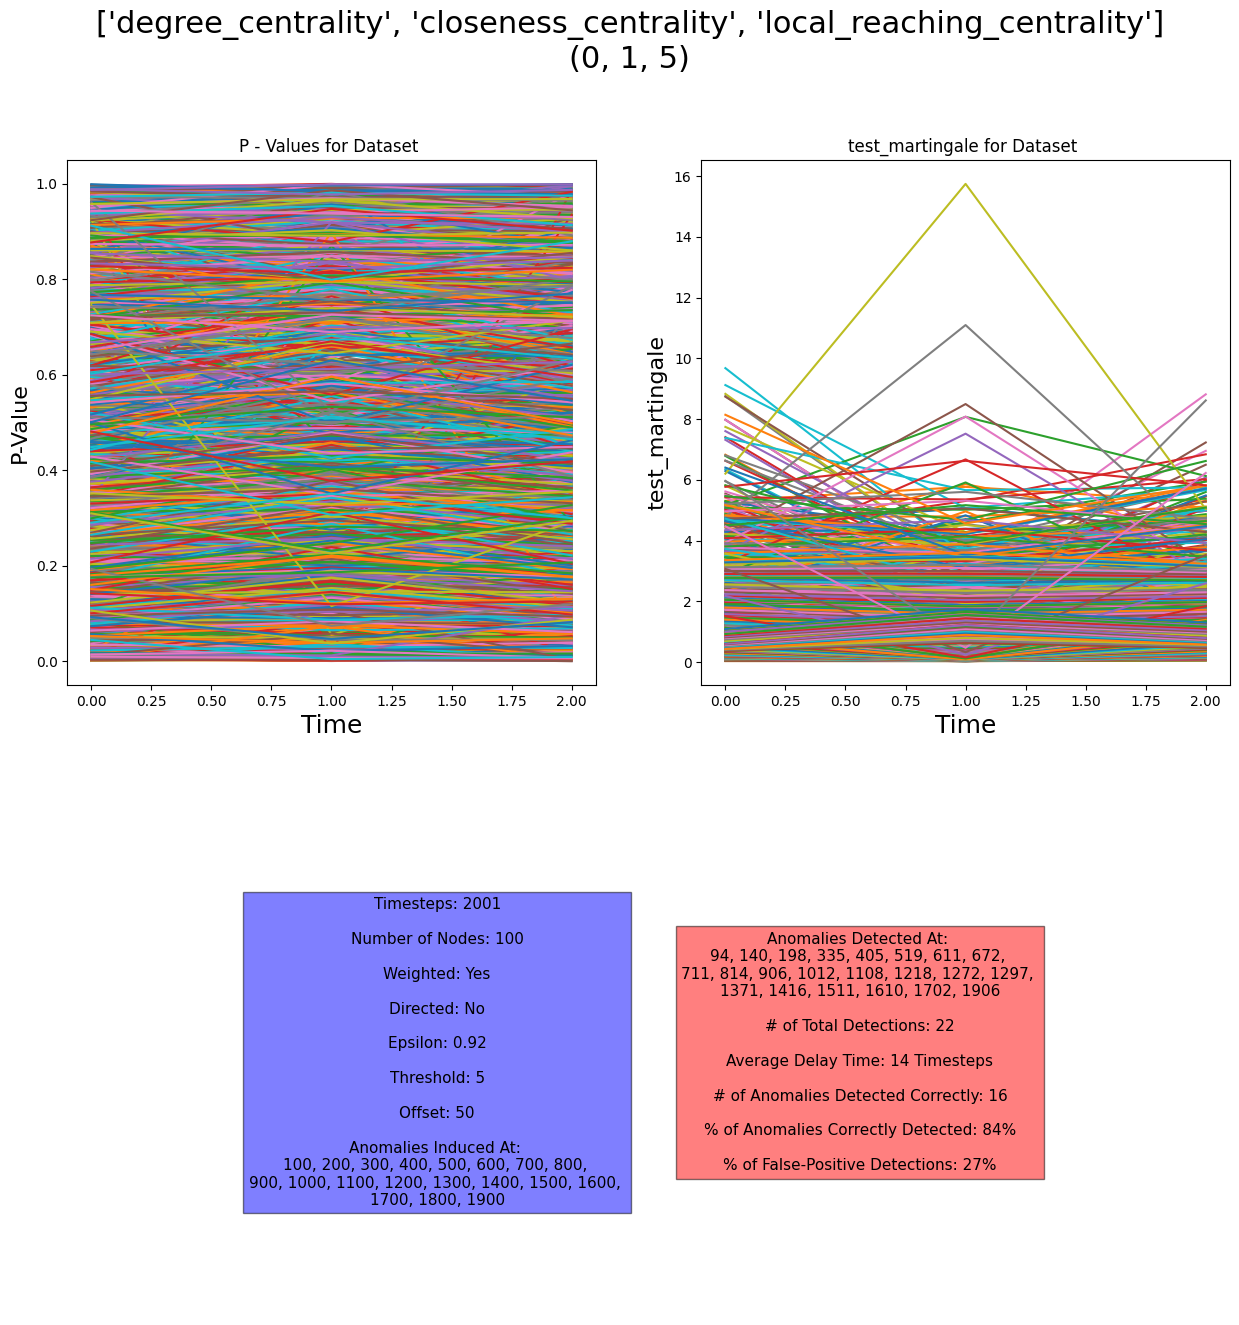 ['degree_centrality', 'closeness_centrality', 'local_reaching_centrality']
(0, 1, 5)
P - Values for Dataset
1.0
0.8
0.6
0.4
0.2
0.0
P-Value
0.00 0.25 0.50 0.75 1.00 1.25 1.50 1.75 2.00
Time
test_martingale for Dataset
16
14
12
10
8
6
4
2
0
test_martingale
0.00 0.25 0.50 0.75 1.00 1.25 1.50 1.75 2.00
Time
Timesteps: 2001
Number of Nodes: 100
Weighted: Yes
Directed: No
Epsilon: 0.92
Threshold: 5
Offset: 50
Anomalies Induced At:
100, 200, 300, 400, 500, 600, 700, 800,
900, 1000, 1100, 1200, 1300, 1400, 1500, 1600,
1700, 1800, 1900
Anomalies Detected At:
94, 140, 198, 335, 405, 519, 611, 672,
711, 814, 906, 1012, 1108, 1218, 1272, 1297,
1371, 1416, 1511, 1610, 1702, 1906
# of Total Detections: 22
Average Delay Time: 14 Timesteps
# of Anomalies Detected Correctly: 16
% of Anomalies Correctly Detected: 84%
% of False-Positive Detections: 27%